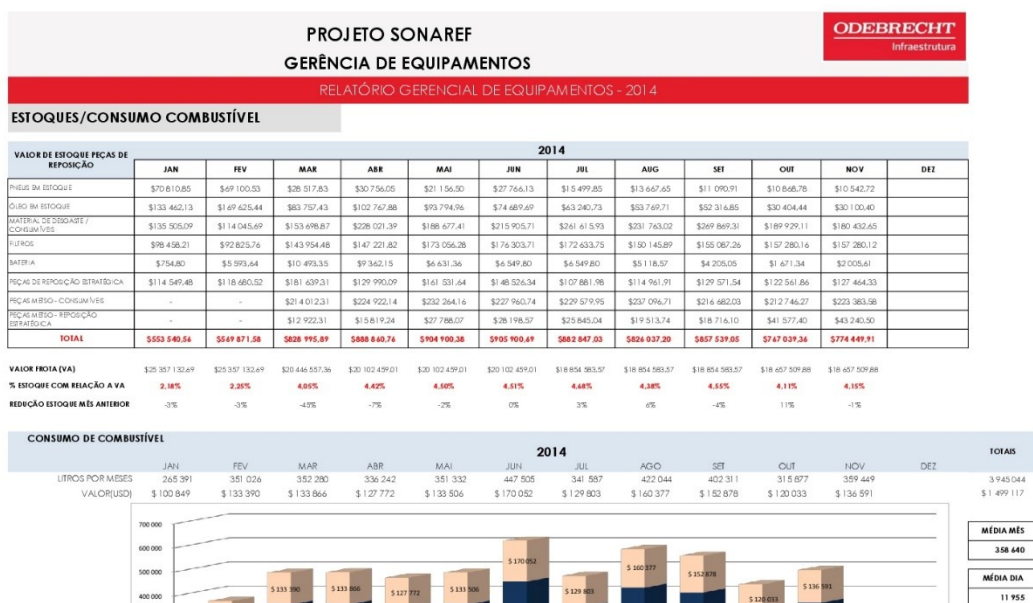 PROJETO SONAREF
ODEBRECHT
Infraestrutura
GERÊNCIA DE EQUIPAMENTOS
RELATÓRIO GERENCIAL DE EQUIPAMENTOS - 2014
ESTOQUES/CONSUMO COMBUSTÍVEL
VALOR DE ESTOQUE PEÇAS DE REPOSIÇÃO 2014
JAN FEV MAR ABR MAI JUN JUL AUG SET OUT NOV DEZ
PNEUS EM ESTOQUE $70 810,85 $69 100,53 $28 517,83 $30 756,05 $21 156,50 $27 766,13 $15 499,85 $13 667,65 $11 090,91 $10 868,78 $10 542,72
ÓLEO EM ESTOQUE $133 462,13 $169 625,44 $83 757,43 $102 767,88 $93 794,96 $74 689,69 $63 240,73 $53 769,71 $52 316,85 $30 404,44 $30 100,40
MATERIAL DE DESGASTE / CONSUMÍVEIS $135 505,09 $114 045,69 $153 698,87 $228 021,39 $188 677,41 $215 905,71 $261 615,93 $231 763,02 $269 869,31 $189 929,11 $180 432,65
FILTROS $98 458,21 $92 825,76 $143 954,48 $147 221,82 $173 056,28 $176 303,71 $172 633,75 $150 145,89 $155 087,26 $157 280,16 $157 280,12
BATERIA $754,80 $5 593,64 $10 493,35 $9 362,15 $6 631,36 $6 549,80 $6 549,80 $5 118,57 $4 205,05 $1 671,34 $2 005,61
PEÇAS DE REPOSIÇÃO ESTRATÉGICA $114 549,48 $118 680,52 $181 639,31 $129 990,09 $161 531,64 $148 526,34 $107 881,98 $114 961,91 $129 571,54 $122 561,86 $127 464,33
PEÇAS METSO - CONSUMÍVEIS - - $214 012,31 $224 922,14 $232 264,16 $227 960,74 $229 579,95 $237 096,71 $216 682,03 $212 746,27 $223 383,58
PEÇAS METSO - REPOSIÇÃO ESTRATÉGICA - - $12 922,31 $15 819,24 $27 788,07 $28 198,57 $25 845,04 $19 513,74 $18 716,10 $41 577,40 $43 240,50
TOTAL $553 540,56 $569 871,58 $828 995,89 $888 860,76 $904 900,38 $905 900,69 $882 847,03 $826 037,20 $857 539,05 $767 039,36 $774 449,91
VALOR FROTA (VA) $25 357 132,69 $25 357 132,69 $20 446 557,36 $20 102 459,01 $20 102 459,01 $20 102 459,01 $18 854 583,57 $18 854 583,57 $18 854 583,57 $18 657 509,88 $18 657 509,88
% ESTOQUE COM RELAÇÃO A VA 2,18% 2,25% 4,05% 4,42% 4,50% 4,51% 4,68% 4,38% 4,55% 4,11% 4,15%
REDUÇÃO ESTOQUE MÊS ANTERIOR -3% -3% -45% -7% -2% 0% 3% 6% -4% 11% -1%
CONSUMO DE COMBUSTÍVEL
2014 TOTAIS
JAN FEV MAR ABR MAI JUN JUL AGO SET OUT NOV DEZ
LITROS POR MESES 265 391 351 026 352 280 336 242 351 332 447 505 341 587 422 044 402 311 315 877 359 449 3 945 044
VALOR(USD) $ 100 849 $ 133 390 $ 133 866 $ 127 772 $ 133 506 $ 170 052 $ 129 803 $ 160 377 $ 152 878 $ 120 033 $ 136 591 $ 1 499 117
700 000
600 000
500 000
400 000
$ 133 390 $ 133 866 $ 127 772 $ 133 506 $ 170 052 $ 129 803 $ 160 377 $ 152 878 $ 120 033 $ 136 591
MÉDIA MÊS
358 640
MÉDIA DIA
11 955